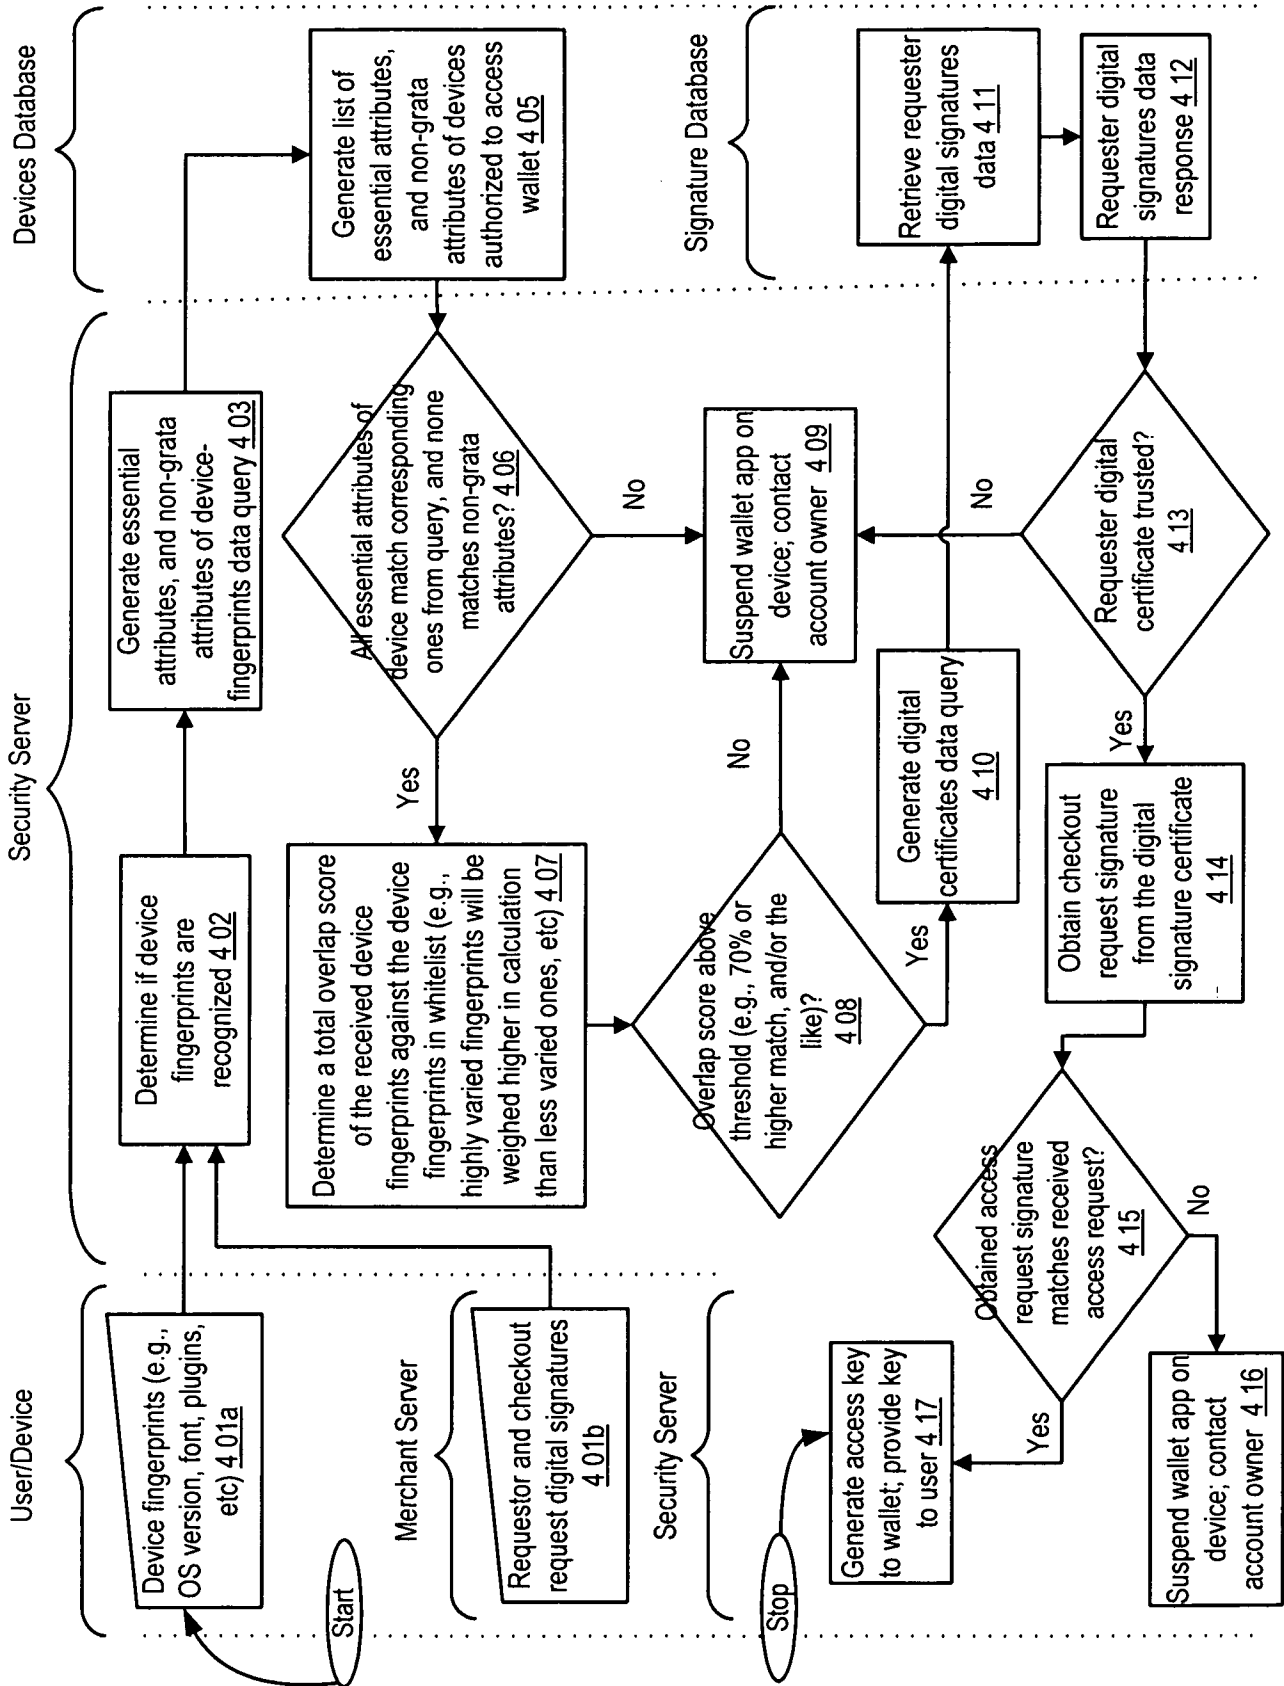 User/Device
Device fingerprints (e.g.,
OS version, font, plugins,
etc) 4 01a
Start
Merchant Server
Requestor and checkout
request digital signatures
4 01b
Security Server
Determine if device
fingerprints are
recognized 4 02
Generate essential
attributes, and non-grata
attributes of device-
fingerprints data query 4 03
Devices Database
Generate list of
essential attributes,
and non-grata
attributes of devices
authorized to access
wallet 4 05
All essential attributes of
device match corresponding
ones from query, and none
matches non-grata
attributes? 4 06
Yes
No
Determine a total overlap score
of the received device
fingerprints against the device
fingerprints in whitelist (e.g.,
highly varied fingerprints will be
weighed higher in calculation
than less varied ones, etc) 4 07
Overlap score above
threshold (e.g., 70% or
higher match, and/or the
like)?
4 08
No
Yes
Suspend wallet app on
device; contact
account owner 4 09
Generate digital
certificates data query
4 10
Signature Database
Retrieve requester
digital signatures
data 4 11
Requester digital
signatures data
response 4 12
Requester digital
certificate trusted?
4 13
No
Yes
Obtain checkout
request signature
from the digital
signature certificate
4 14
Obtained access
request signature
matches received
access request?
4 15
No
Yes
Suspend wallet app on
device; contact
account owner 4 16
Security Server
Generate access key
to wallet; provide key
to user 4 17
Stop